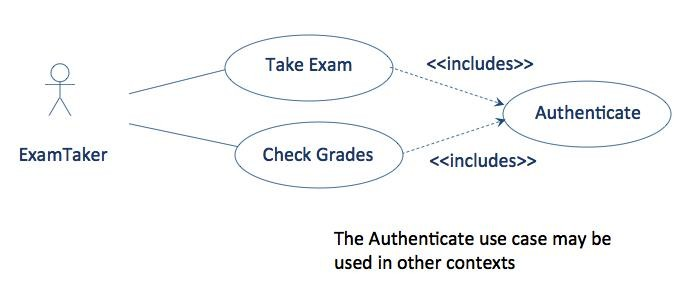 Take Exam
<<includes>>
Authenticate
ExamTaker
Check Grades
<<includes>>
The Authenticate use case may be
used in other contexts